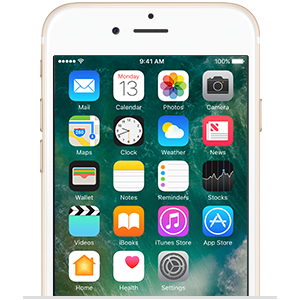 9:41 AM 100%
Monday
13
Mail Calendar Photos Camera
Maps Clock Weather News
Wallet Notes Reminders Stocks
Videos iBooks iTunes Store App Store
Home Health Settings